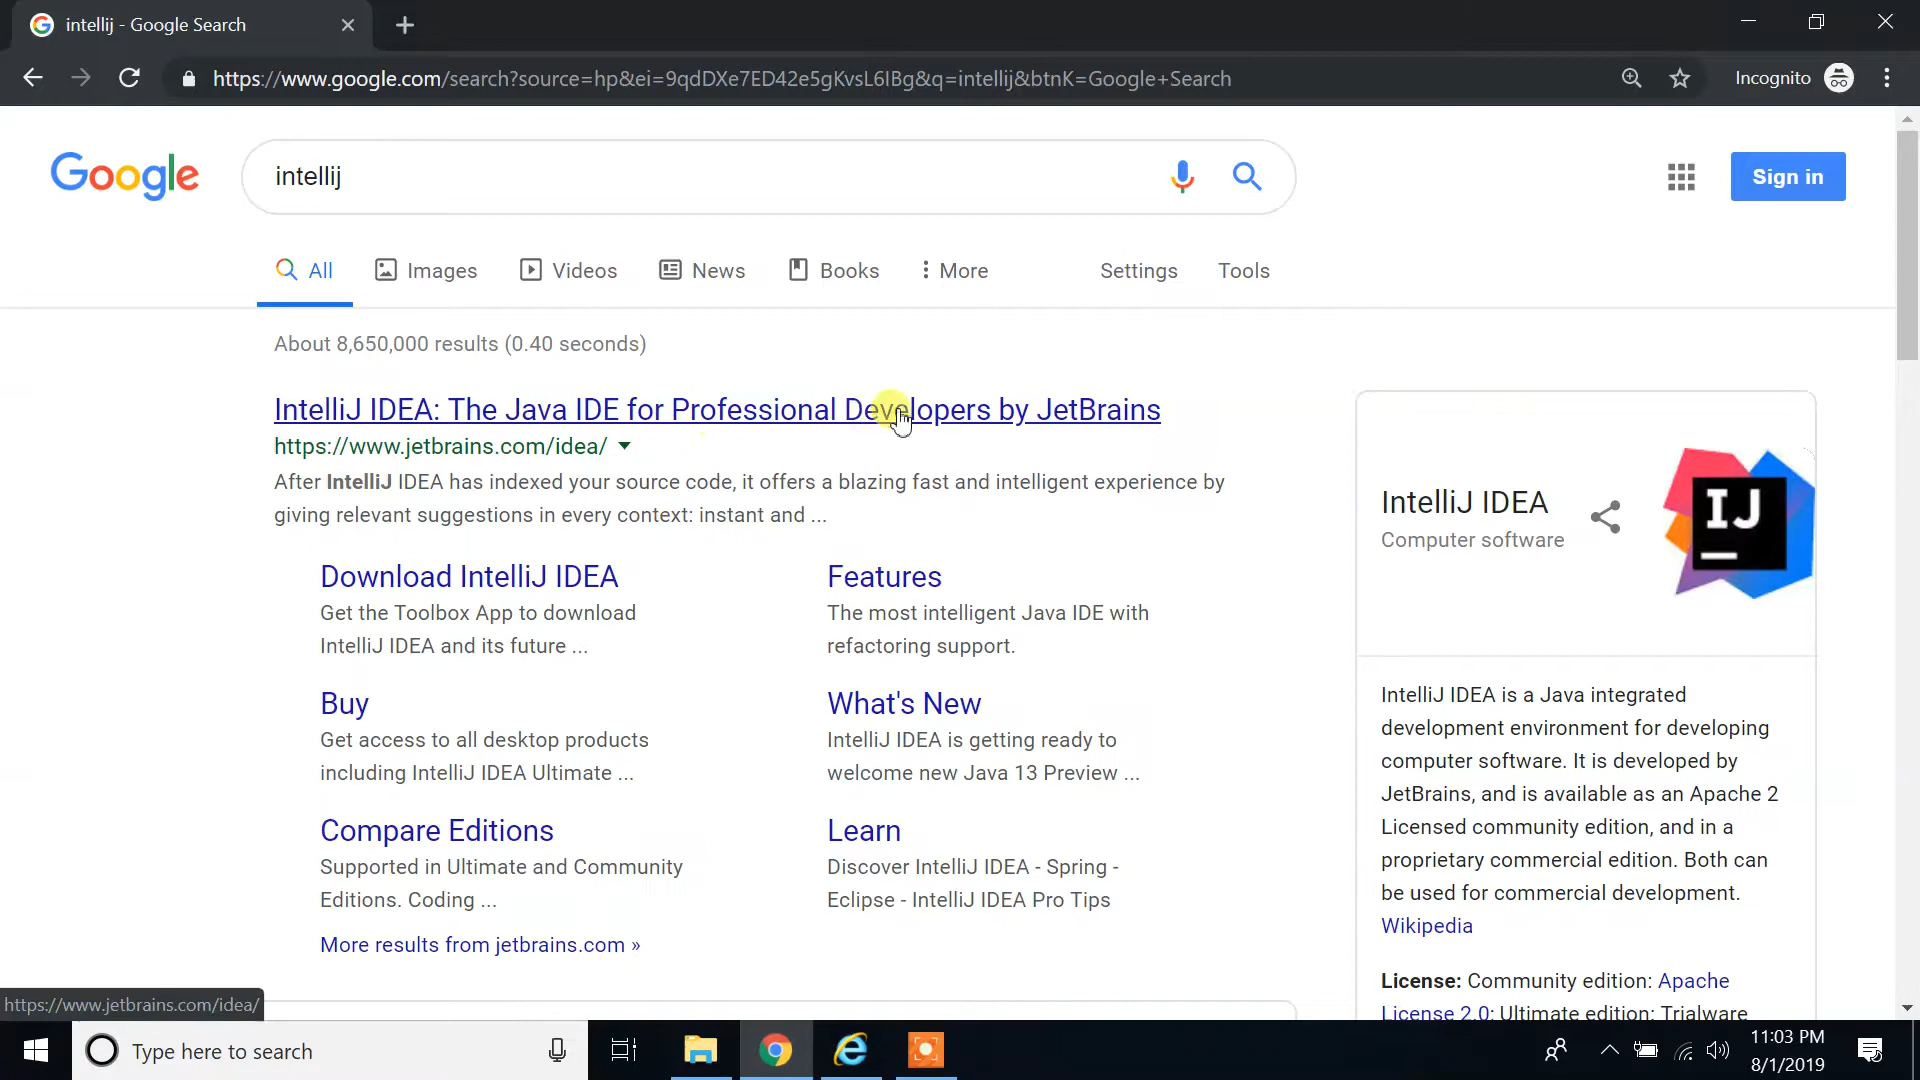 intellij - Google Search
https://www.google.com/search?source=hp&ei=9qdDXe7ED42e5gKvsL6IBg&q=intellij&btnK=Google+Search
Incognito
Google
intellij
Sign in
All
Images
Videos
News
Books
More
Settings
Tools
About 8,650,000 results (0.40 seconds)
IntelliJ IDEA: The Java IDE for Professional Developers by JetBrains
https://www.jetbrains.com/idea/
After IntelliJ IDEA has indexed your source code, it offers a blazing fast and intelligent experience by
giving relevant suggestions in every context: instant and ...
Download IntelliJ IDEA
Get the Toolbox App to download
IntelliJ IDEA and its future ...
Features
The most intelligent Java IDE with
refactoring support.
Buy
Get access to all desktop products
including IntelliJ IDEA Ultimate ...
What's New
IntelliJ IDEA is getting ready to
welcome new Java 13 Preview ...
Compare Editions
Supported in Ultimate and Community
Editions. Coding ...
Learn
Discover IntelliJ IDEA - Spring -
Eclipse - IntelliJ IDEA Pro Tips
More results from jetbrains.com »
IntelliJ IDEA
Computer software
IJ
IntelliJ IDEA is a Java integrated
development environment for developing
computer software. It is developed by
JetBrains, and is available as an Apache 2
Licensed community edition, and in a
proprietary commercial edition. Both can
be used for commercial development.
Wikipedia
License: Community edition: Apache
License 2.0; Ultimate edition: Trialware
https://www.jetbrains.com/idea/
Type here to search
11:03 PM
8/1/2019